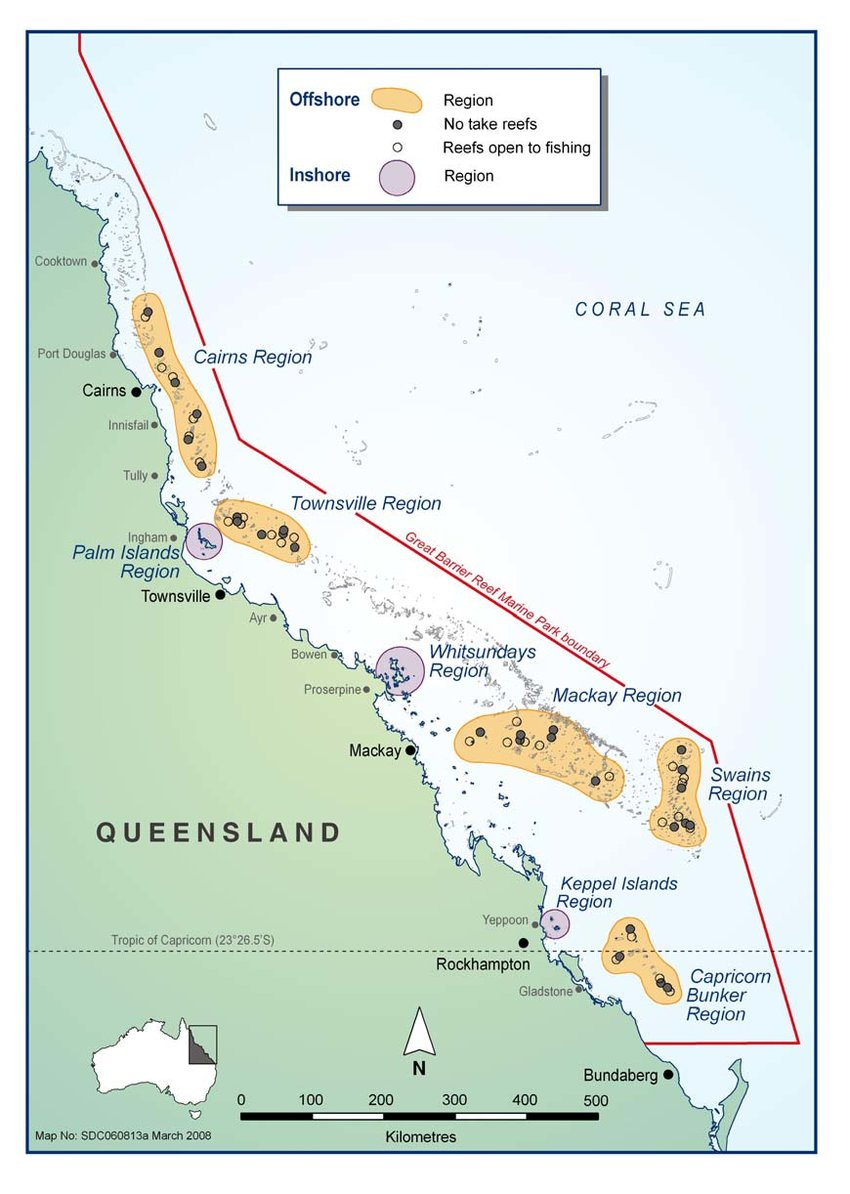 Offshore
Region
No take reefs
Reefs open to fishing
Inshore
Region
Cooktown
CORAL SEA
Port Douglas
Cairns Region
Cairns
Innisfail
Tully
Townsville Region
Ingham
Palm Islands
Region
Great Barrier Reef Marine Park boundary
Townsville
Ayr
Bowen
Whitsundays
Region
Proserpine
Mackay Region
Mackay
Swains
Region
QUEENSLAND
Keppel Islands
Region
Yeppoon
Tropic of Capricorn (23°26.5'S)
Rockhampton
Capricorn
Bunker
Region
Gladstone
N
Bundaberg
0 100 200 300 400 500
Kilometres
Map No: SDC060813a March 2008